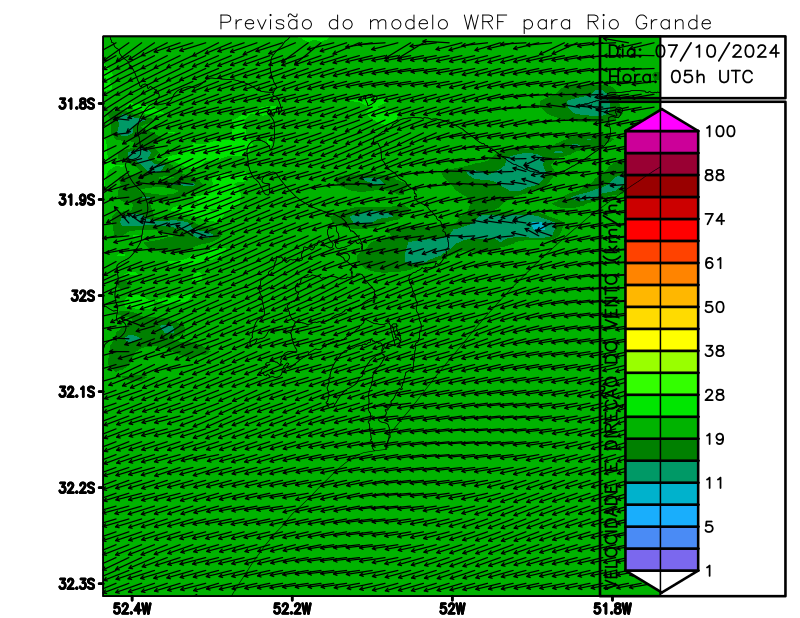 Previsão do modelo WRF para Rio Grande
Dia: 07/10/2024
Hora: 05h UTC
31.8S
31.9S
32S
32.1S
32.2S
32.3S
52.4W
52.2W
52W
51.8W
VELOCIDADE E DIREÇÃO DO VENTO (km/h)
100
88
74
61
50
38
28
19
11
5
1